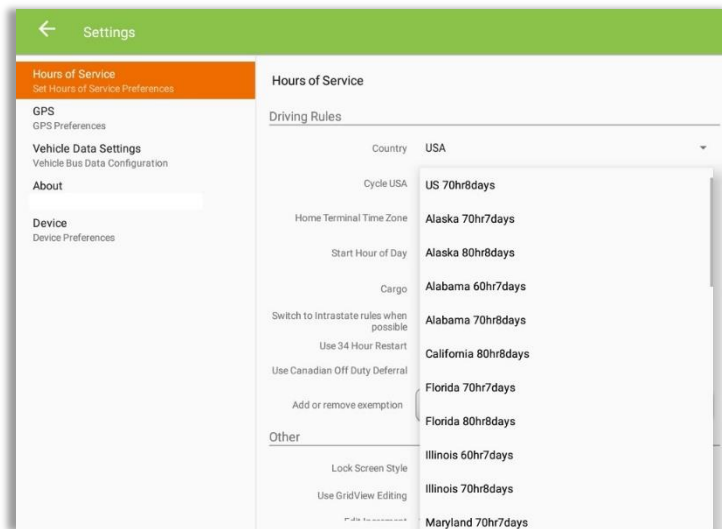 Settings
Hours of Service
Set Hours of Service Preferences
GPS
GPS Preferences
Vehicle Data Settings
Vehicle Bus Data Configuration
About
Device
Device Preferences
Hours of Service
Driving Rules
Country USA
Cycle USA
Home Terminal Time Zone
Start Hour of Day
Cargo
Switch to Intrastate rules when
possible
Use 34 Hour Restart
Use Canadian Off Duty Deferral
Add or remove exemption
Other
Lock Screen Style
Use GridView Editing
Edit Increment
US 70hr8days
Alaska 70hr7days
Alaska 80hr8days
Alabama 60hr7days
Alabama 70hr8days
California 80hr8days
Florida 70hr7days
Florida 80hr8days
Illinois 60hr7days
Illinois 70hr8days
Maryland 70hr7days